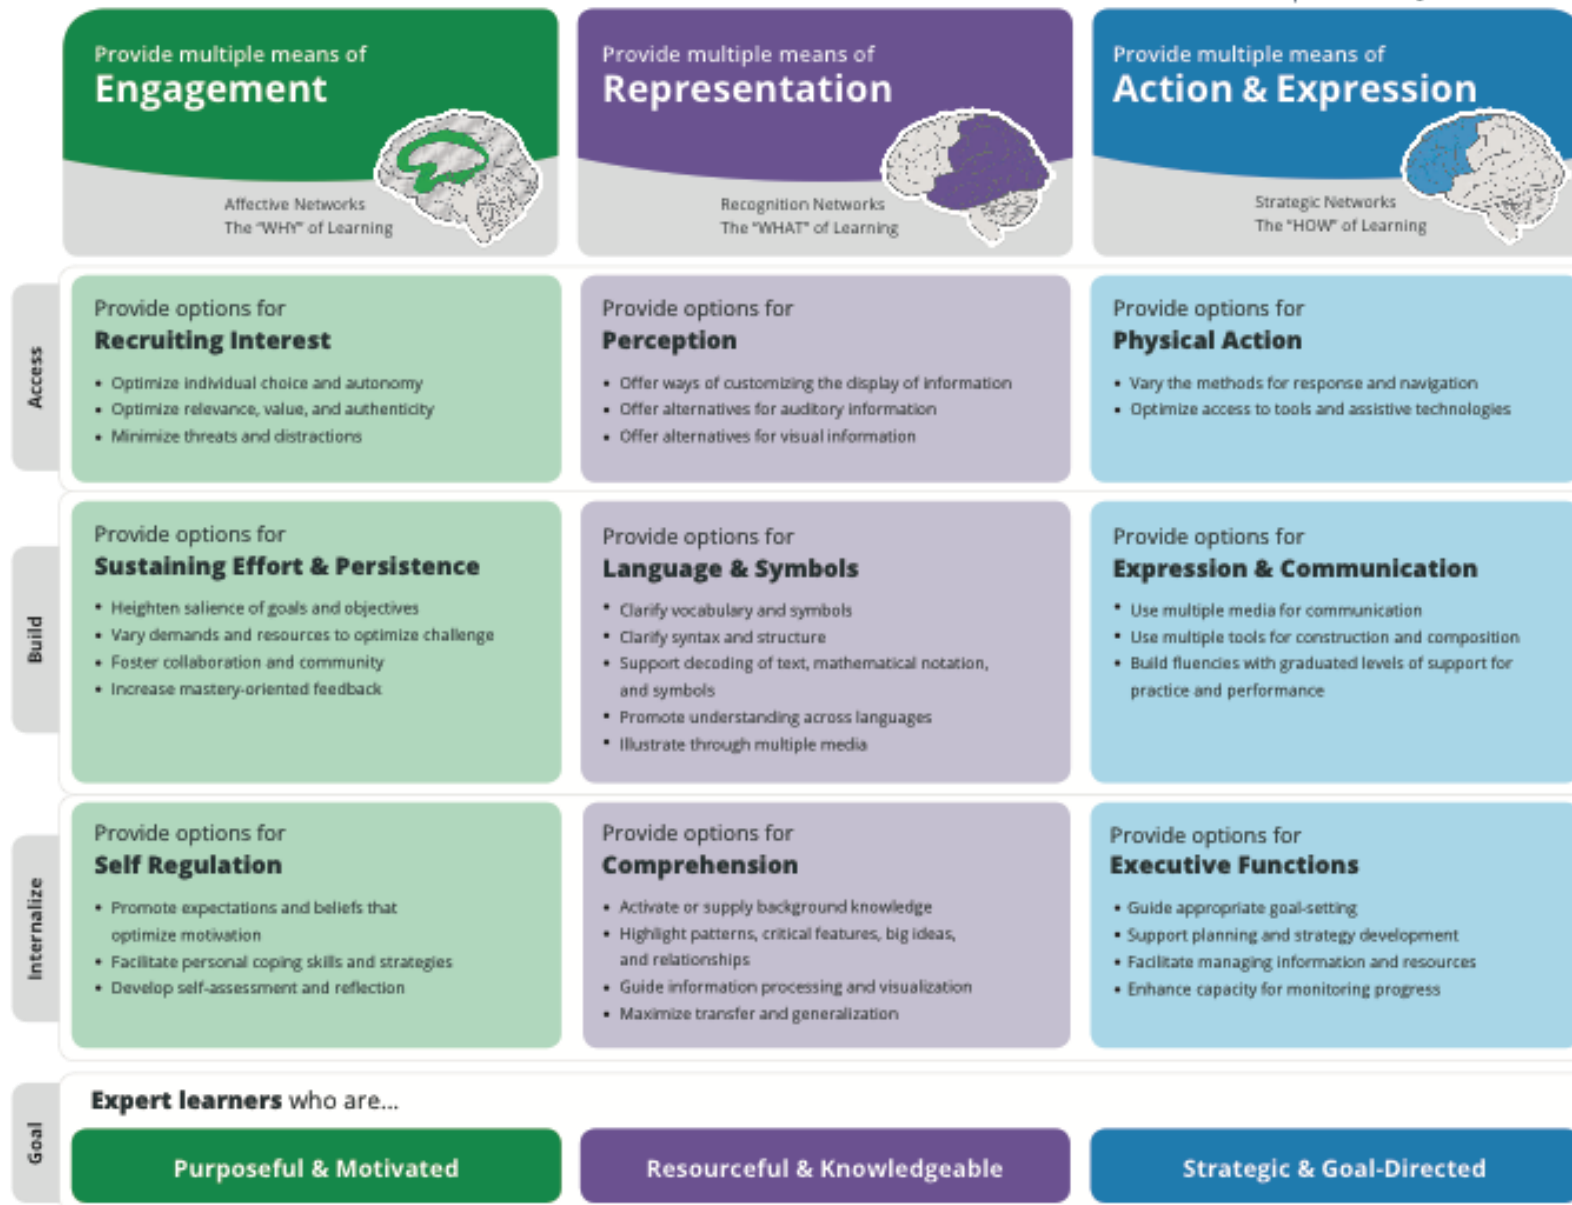 Provide multiple means of
Engagement
Affective Networks
The "WHY" of Learning
Provide multiple means of
Representation
Recognition Networks
The "WHAT" of Learning
Provide multiple means of
Action & Expression
Strategic Networks
The "HOW" of Learning
Access
Provide options for
Recruiting Interest
• Optimize individual choice and autonomy
• Optimize relevance, value, and authenticity
• Minimize threats and distractions
Provide options for
Perception
• Offer ways of customizing the display of information
• Offer alternatives for auditory information
• Offer alternatives for visual information
Provide options for
Physical Action
• Vary the methods for response and navigation
• Optimize access to tools and assistive technologies
Build
Provide options for
Sustaining Effort & Persistence
• Heighten salience of goals and objectives
• Vary demands and resources to optimize challenge
• Foster collaboration and community
• Increase mastery-oriented feedback
Provide options for
Language & Symbols
• Clarify vocabulary and symbols
• Clarify syntax and structure
• Support decoding of text, mathematical notation,
and symbols
• Promote understanding across languages
• Illustrate through multiple media
Provide options for
Expression & Communication
• Use multiple media for communication
• Use multiple tools for construction and composition
• Build fluencies with graduated levels of support for
practice and performance
Internalize
Provide options for
Self Regulation
• Promote expectations and beliefs that
optimize motivation
• Facilitate personal coping skills and strategies
• Develop self-assessment and reflection
Provide options for
Comprehension
• Activate or supply background knowledge
• Highlight patterns, critical features, big ideas,
and relationships
• Guide information processing and visualization
• Maximize transfer and generalization
Provide options for
Executive Functions
• Guide appropriate goal-setting
• Support planning and strategy development
• Facilitate managing information and resources
• Enhance capacity for monitoring progress
Goal
Expert learners who are...
Purposeful & Motivated
Resourceful & Knowledgeable
Strategic & Goal-Directed